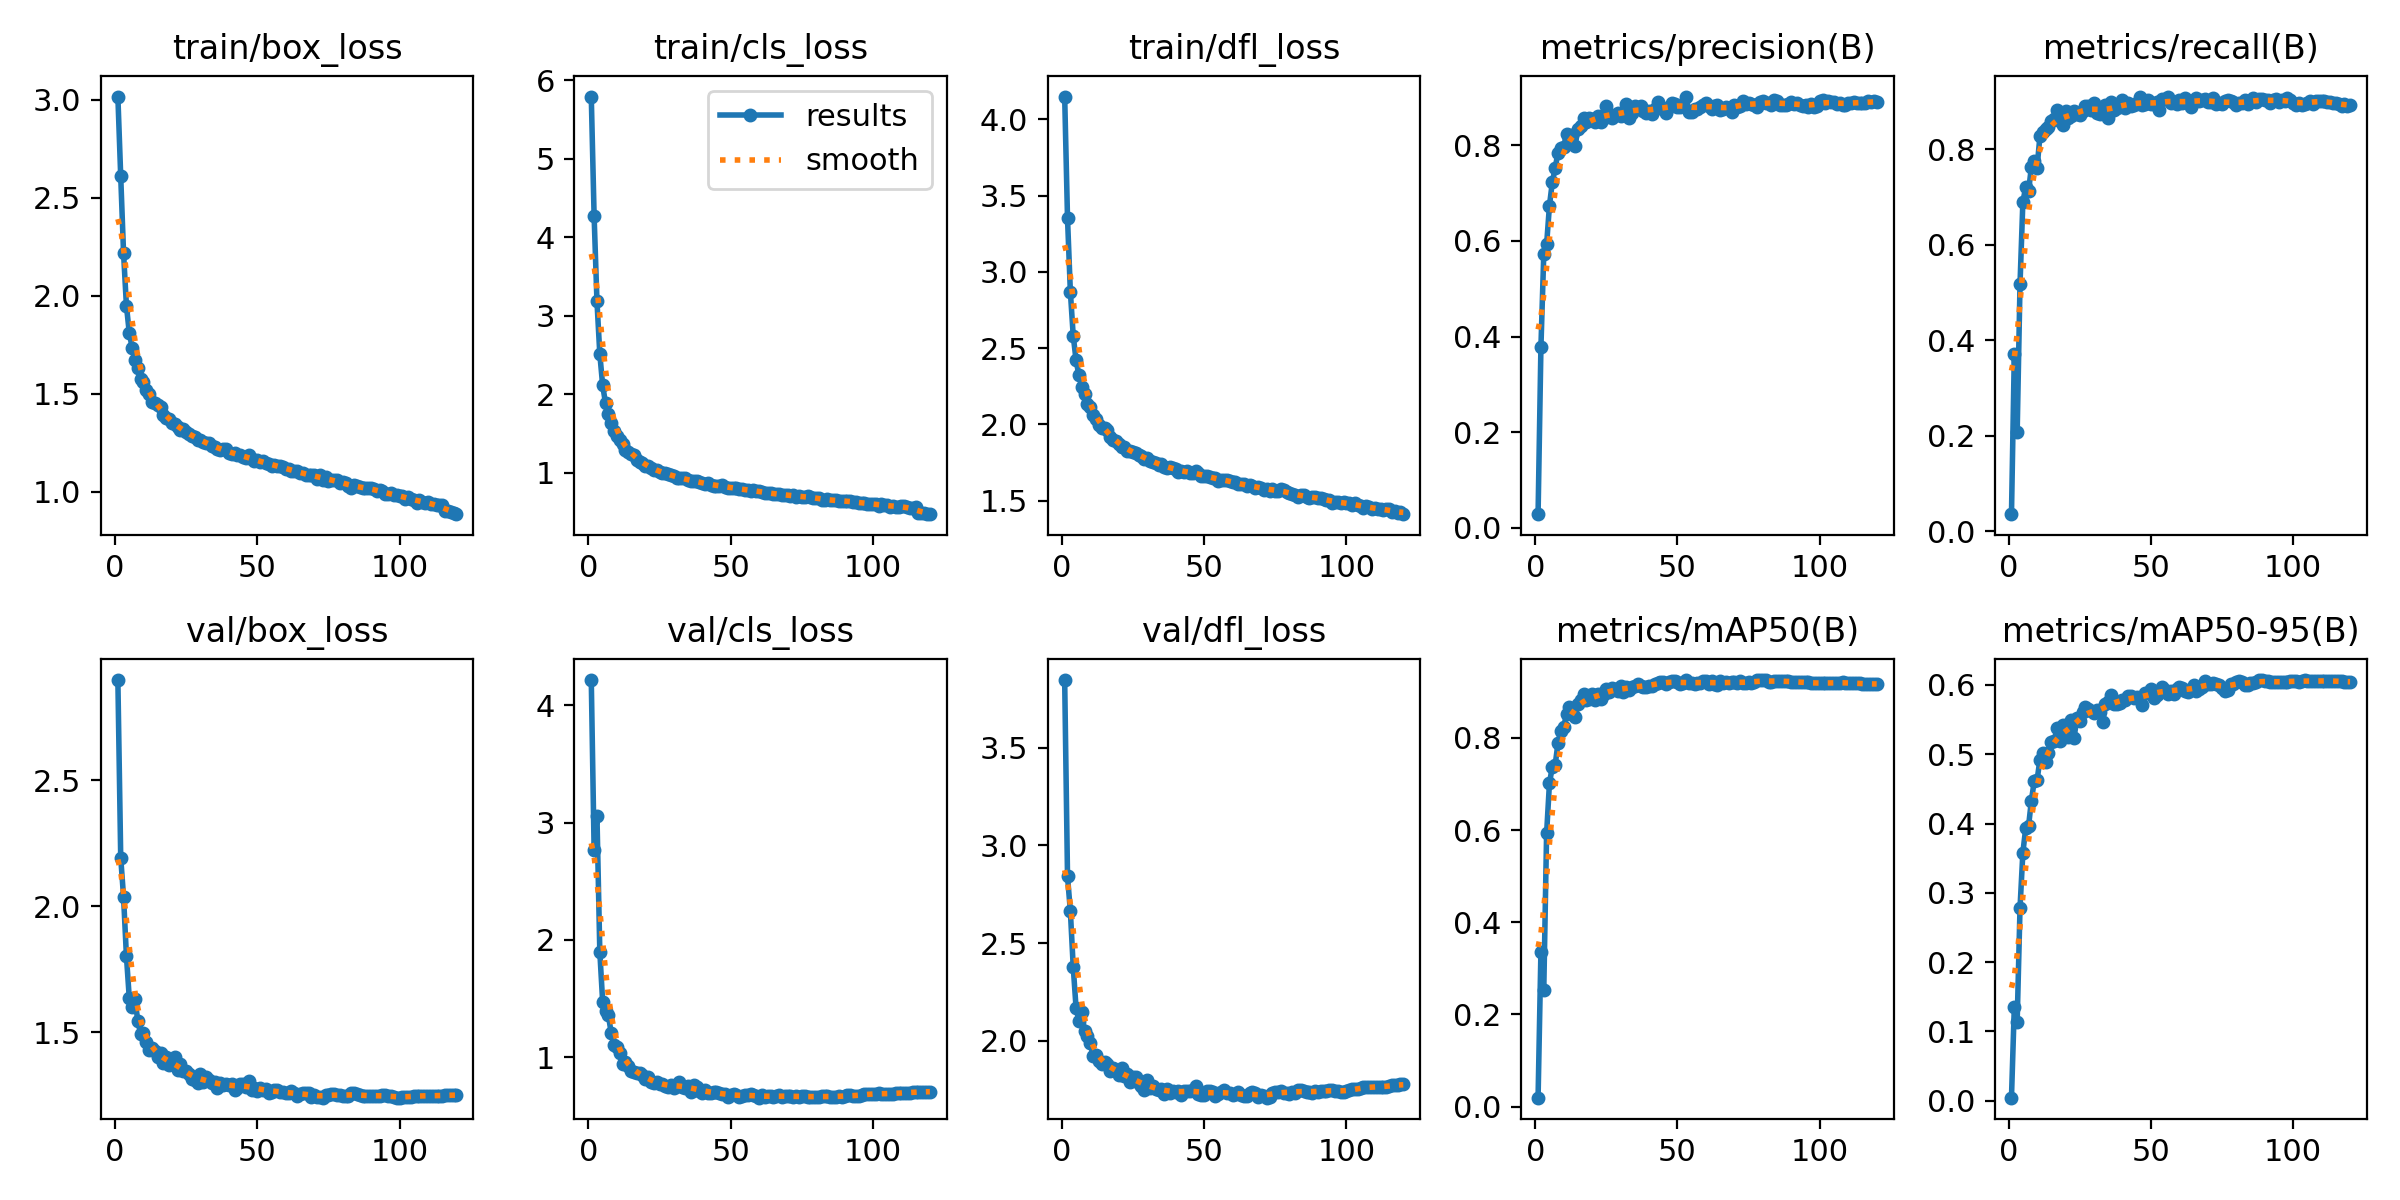 train/box_loss
3.0
2.5
2.0
1.5
1.0
0 50 100
train/cls_loss
results
smooth
6
5
4
3
2
1
0 50 100
train/dfl_loss
4.0
3.5
3.0
2.5
2.0
1.5
0 50 100
metrics/precision(B)
0.8
0.6
0.4
0.2
0.0
0 50 100
metrics/recall(B)
0.8
0.6
0.4
0.2
0.0
0 50 100
val/box_loss
2.5
2.0
1.5
0 50 100
val/cls_loss
4
3
2
1
0 50 100
val/dfl_loss
3.5
3.0
2.5
2.0
0 50 100
metrics/mAP50(B)
0.8
0.6
0.4
0.2
0.0
0 50 100
metrics/mAP50-95(B)
0.6
0.5
0.4
0.3
0.2
0.1
0.0
0 50 100